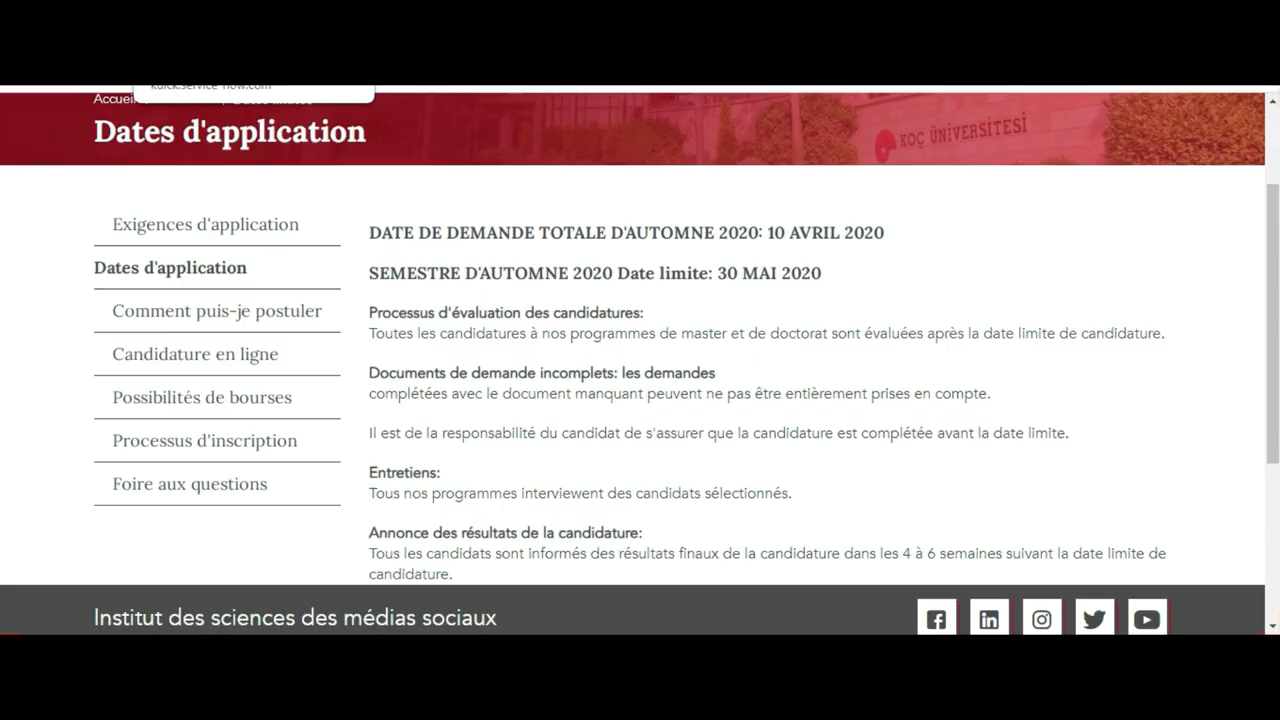 kuick.service-now.com
Accueil
Dates d'application
KOÇ ÜNİVERSİTESİ
Exigences d'application
Dates d'application
Comment puis-je postuler
Candidature en ligne
Possibilités de bourses
Processus d'inscription
Foire aux questions
DATE DE DEMANDE TOTALE D'AUTOMNE 2020: 10 AVRIL 2020
SEMESTRE D'AUTOMNE 2020 Date limite: 30 MAI 2020
Processus d'évaluation des candidatures:
Toutes les candidatures à nos programmes de master et de doctorat sont évaluées après la date limite de candidature.
Documents de demande incomplets: les demandes
complétées avec le document manquant peuvent ne pas être entièrement prises en compte.
Il est de la responsabilité du candidat de s'assurer que la candidature est complétée avant la date limite.
Entretiens:
Tous nos programmes interviewent des candidats sélectionnés.
Annonce des résultats de la candidature:
Tous les candidats sont informés des résultats finaux de la candidature dans les 4 à 6 semaines suivant la date limite de
candidature.
Institut des sciences des médias sociaux